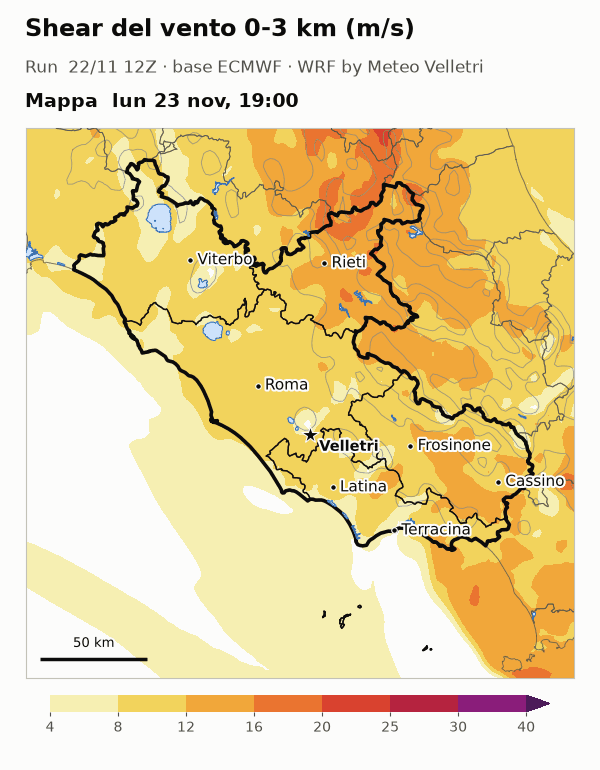 Shear del vento 0-3 km (m/s)
Run  22/11 12Z · base ECMWF · WRF by Meteo Velletri
Mappa  lun 23 nov, 19:00
Viterbo
Rieti
Roma
Velletri
Frosinone
Latina
Cassino
Terracina
50 km
4 8 12 16 20 25 30 40